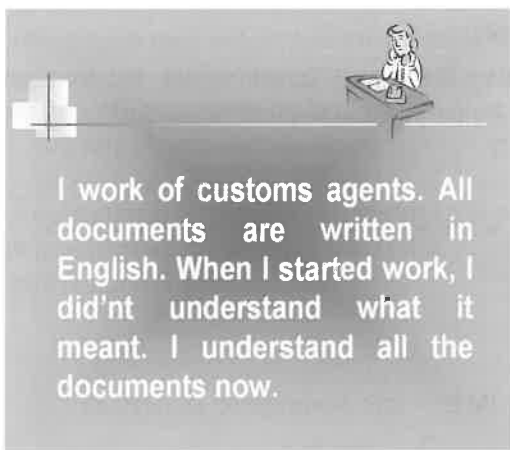 I work of customs agents. All
documents are written in
English. When I started work, I
did'nt understand what it
meant. I understand all the
documents now.